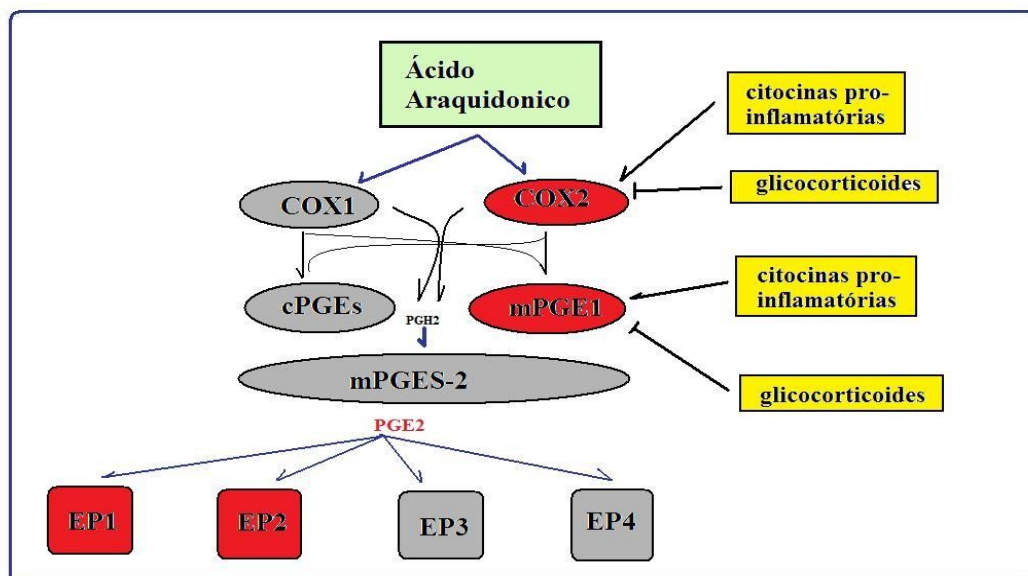 Ácido
Araquidonico
citocinas pro-
inflamatórias
glicocorticoides
COX1
COX2
citocinas pro-
inflamatórias
cPGEs
PGH2
mPGE1
mPGES-2
glicocorticoides
PGE2
EP1
EP2
EP3
EP4